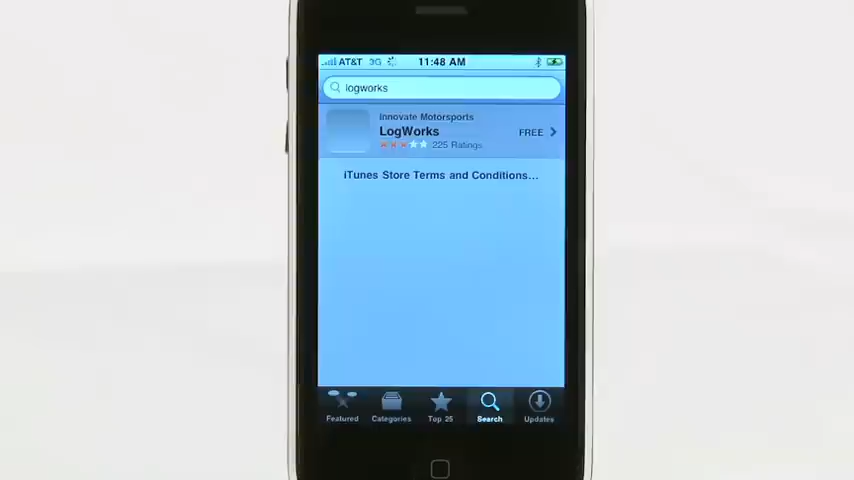 AT&T 3G 11:48 AM
logworks
Innovate Motorsports
LogWorks
FREE
225 Ratings
iTunes Store Terms and Conditions...
Featured Categories Top 25 Search Updates